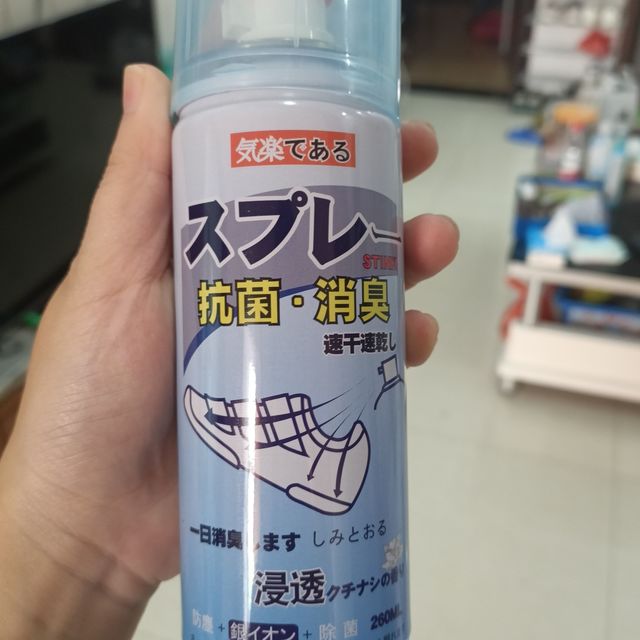 気楽である
スプレー
抗菌・消臭
速干速乾し
一日消臭します しみとおる
浸透クチナシの香り
防塵+銀イオン+除菌 260ML